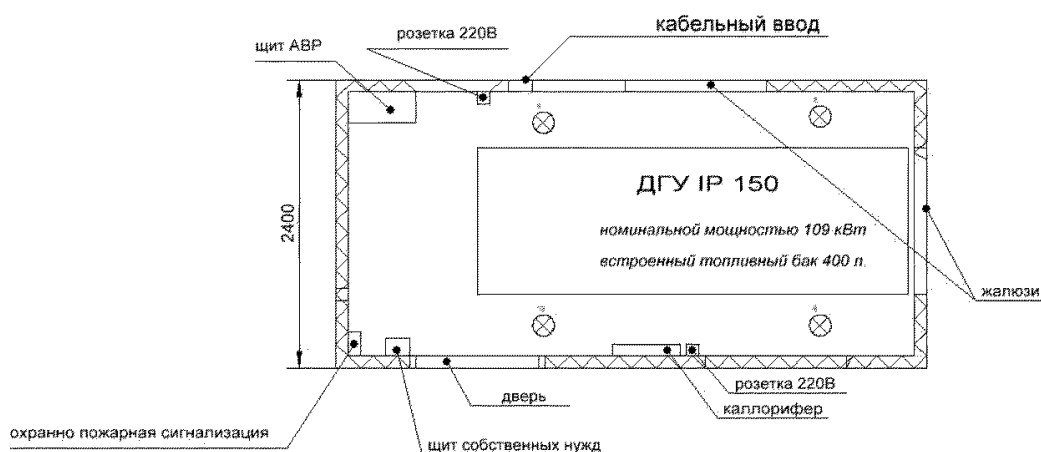 кабельный ввод
розетка 220В
щит АВР
2400
ДГУ IP 150
номинальной мощностью 109 кВт
встроенный топливный бак 400 л.
жалюзи
розетка 220В
дверь
каллорифер
охранно пожарная сигнализация
щит собственных нужд